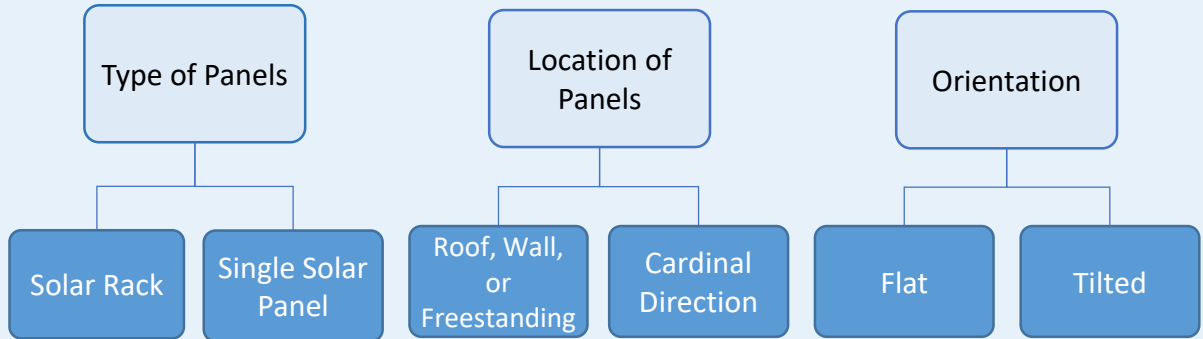 Type of Panels
Location of
Panels
Orientation
Solar Rack
Single Solar
Panel
Roof, Wall,
or
Freestanding
Cardinal
Direction
Flat
Tilted